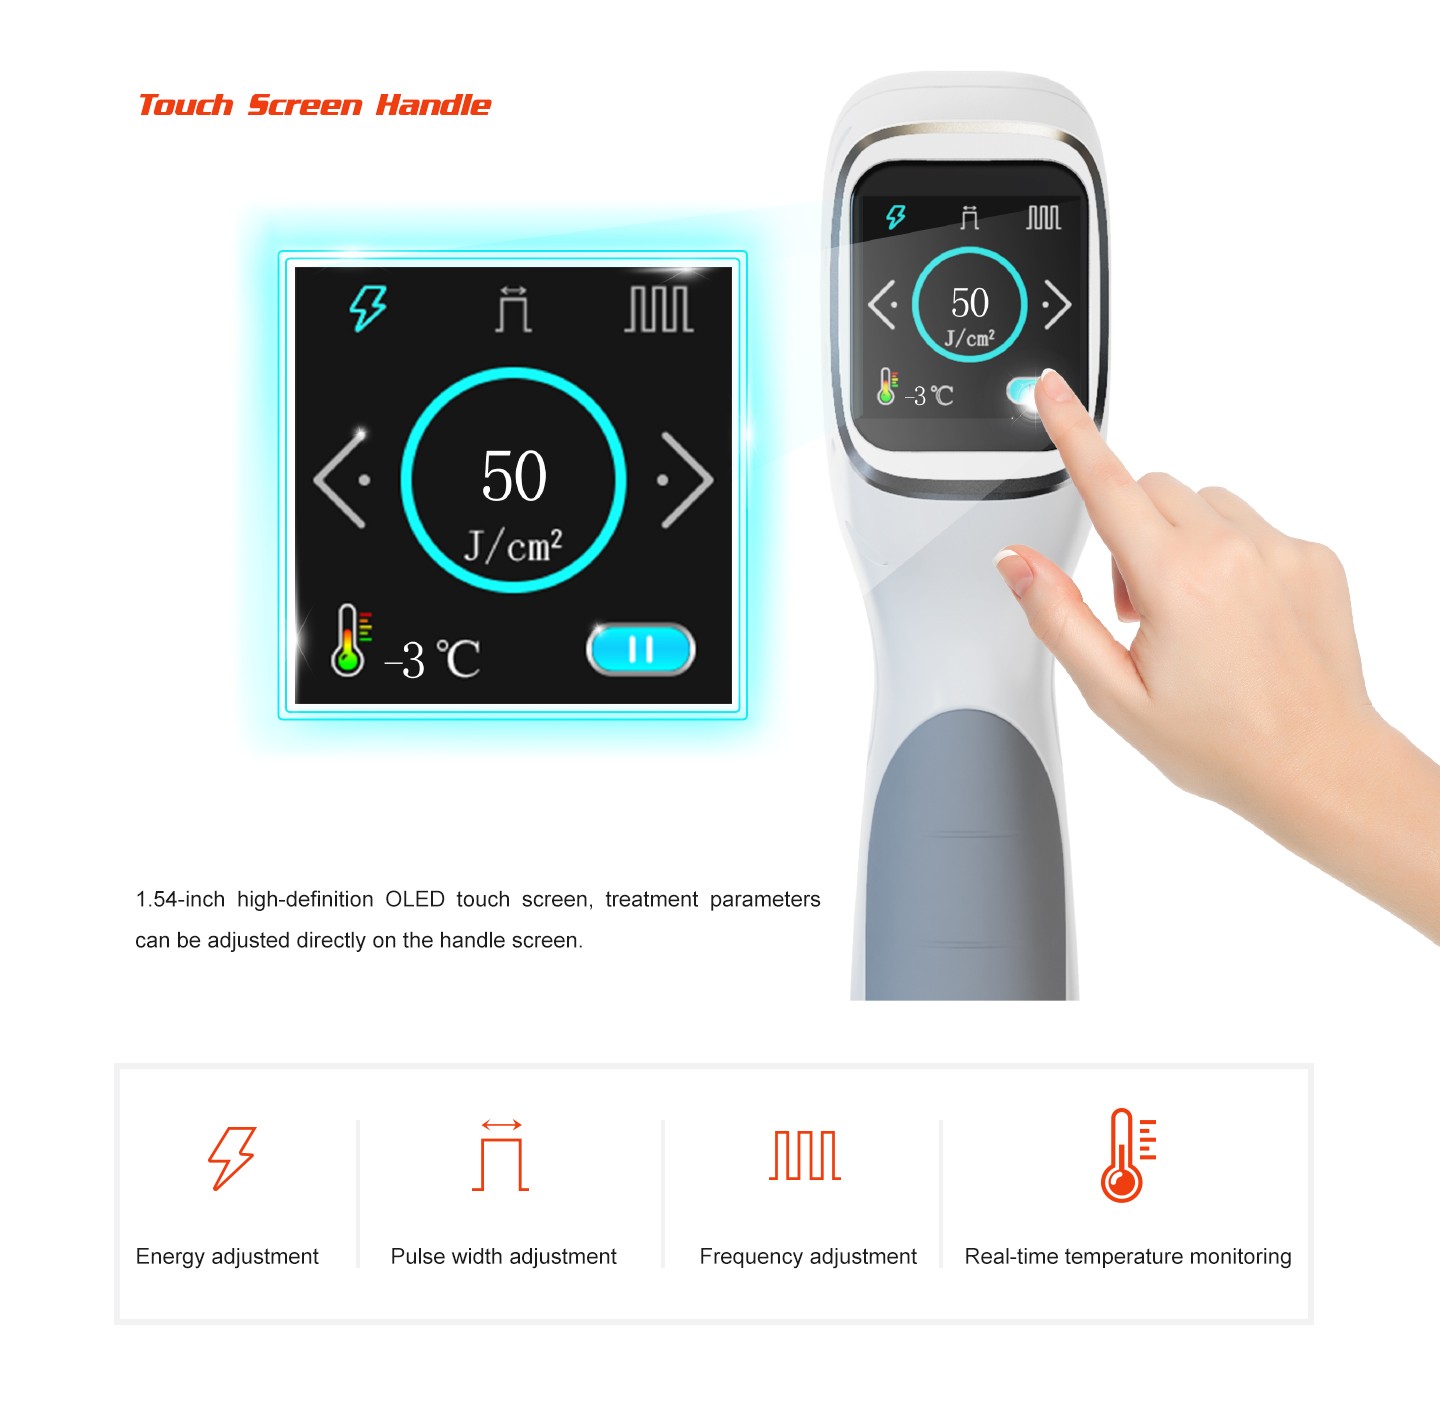 Touch Screen Handle
50
J/cm²
-3 ℃
50
J/cm²
-3 ℃
1.54-inch high-definition OLED touch screen, treatment parameters
can be adjusted directly on the handle screen.
Energy adjustment
Pulse width adjustment
Frequency adjustment
Real-time temperature monitoring